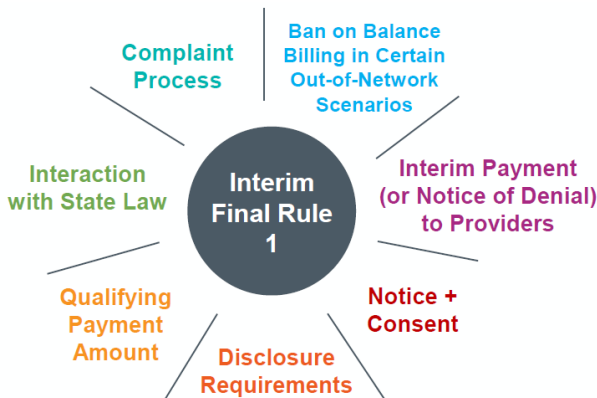 Ban on Balance
Billing in Certain
Out-of-Network
Scenarios
Interim Payment
(or Notice of Denial)
to Providers
Notice +
Consent
Disclosure
Requirements
Qualifying
Payment
Amount
Interaction
with State Law
Complaint
Process
Interim
Final Rule
1